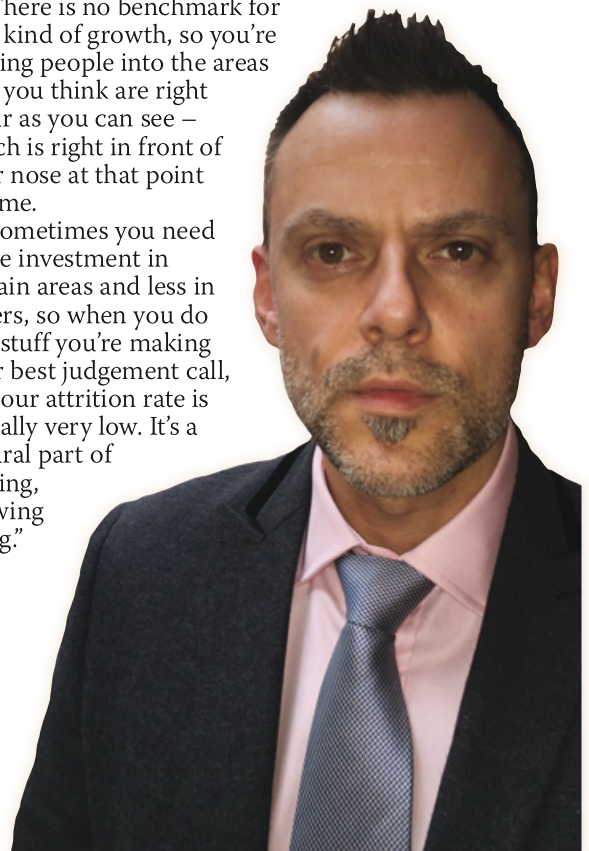 here is no benchmark for
kind of growth, so you’re
ing people into the areas
you think are right
r as you can see –
ch is right in front of
r nose at that point
me.
ometimes you need
e investment in
ain areas and less in
ers, so when you do
stuff you’re making
r best judgement call,
our attrition rate is
ally very low. It’s a
ral part of
ing,
wing
g.”